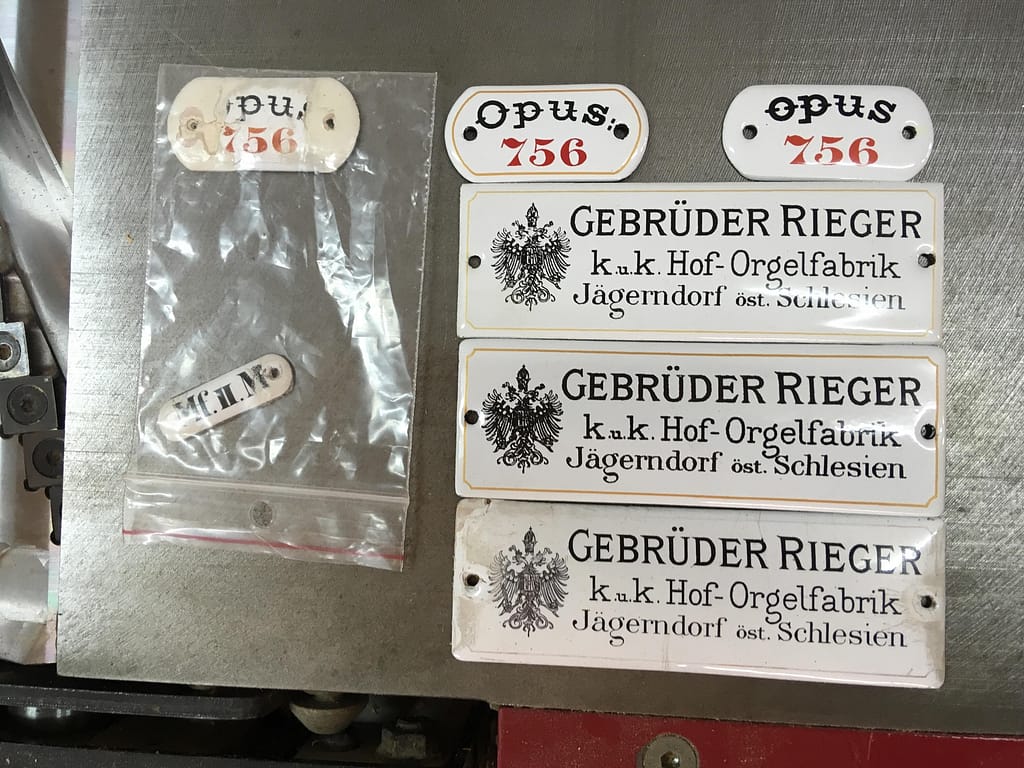 opus
756
Opus:
756
opus
756
GEBRÜDER RIEGER
k.u.k. Hof-Orgelfabrik
Jägerndorf öst. Schlesien
GEBRÜDER RIEGER
k.u.k. Hof-Orgelfabrik
Jägerndorf öst. Schlesien
GEBRÜDER RIEGER
k.u.k. Hof-Orgelfabrik
Jägerndorf öst. Schlesien